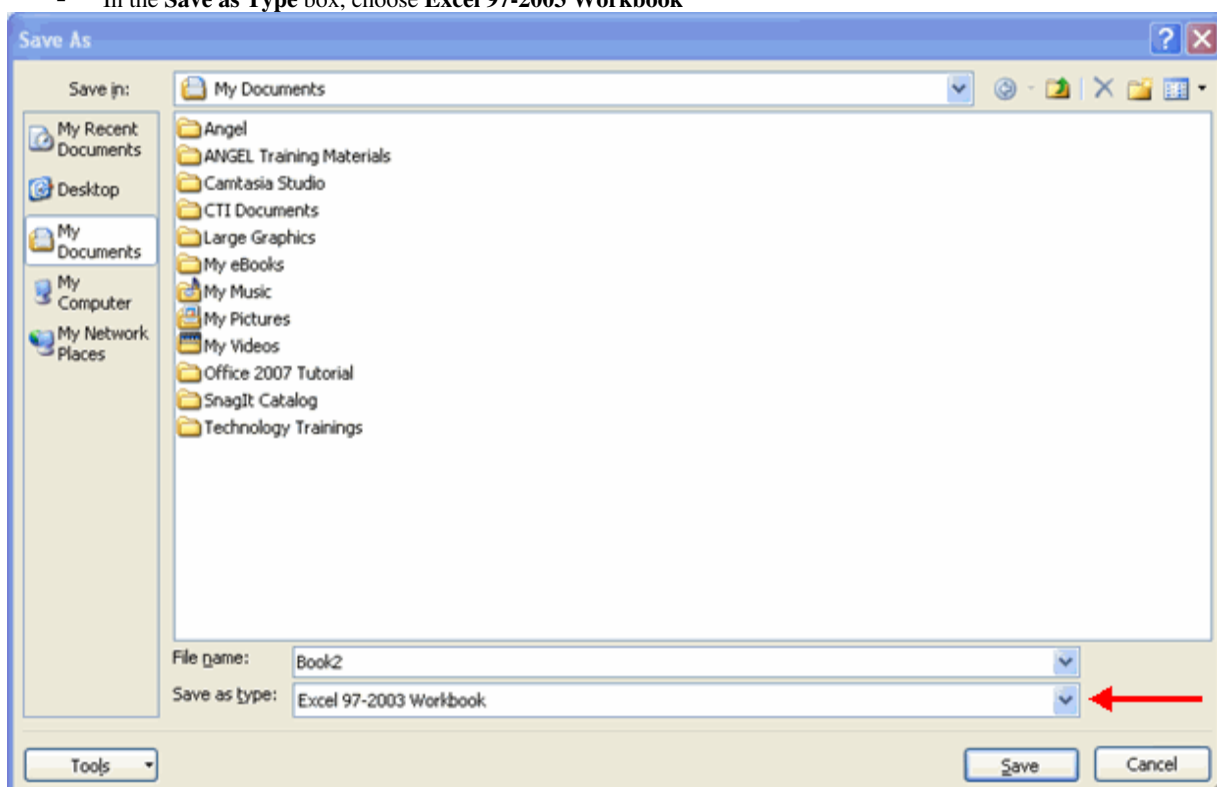 - In the Save as Type box, choose Excel 97-2003 Workbook
Save As
Save in:
My Documents
My Recent
Documents
Desktop
My
Documents
My
Computer
My Network
Places
Angel
ANGEL Training Materials
Camtasia Studio
CTI Documents
Large Graphics
My eBooks
My Music
My Pictures
My Videos
Office 2007 Tutorial
SnagIt Catalog
Technology Trainings
File name:
Book2
Save as type:
Excel 97-2003 Workbook
Tools
Save
Cancel